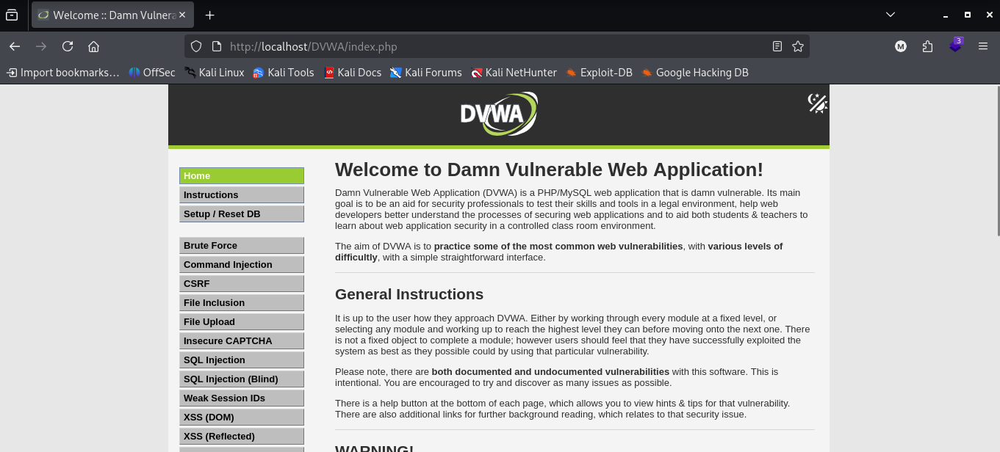 Welcome :: Damn Vulnera
http://localhost/DVWA/index.php
M
3
Import bookmarks…
OffSec
Kali Linux
Kali Tools
Kali Docs
Kali Forums
Kali NetHunter
Exploit-DB
Google Hacking DB
DVWA
Home
Instructions
Setup / Reset DB
Brute Force
Command Injection
CSRF
File Inclusion
File Upload
Insecure CAPTCHA
SQL Injection
SQL Injection (Blind)
Weak Session IDs
XSS (DOM)
XSS (Reflected)
Welcome to Damn Vulnerable Web Application!
Damn Vulnerable Web Application (DVWA) is a PHP/MySQL web application that is damn vulnerable. Its main
goal is to be an aid for security professionals to test their skills and tools in a legal environment, help web
developers better understand the processes of securing web applications and to aid both students & teachers to
learn about web application security in a controlled class room environment.
The aim of DVWA is to practice some of the most common web vulnerabilities, with various levels of
difficultly, with a simple straightforward interface.
General Instructions
It is up to the user how they approach DVWA. Either by working through every module at a fixed level, or
selecting any module and working up to reach the highest level they can before moving onto the next one. There
is not a fixed object to complete a module; however users should feel that they have successfully exploited the
system as best as they possible could by using that particular vulnerability.
Please note, there are both documented and undocumented vulnerabilities with this software. This is
intentional. You are encouraged to try and discover as many issues as possible.
There is a help button at the bottom of each page, which allows you to view hints & tips for that vulnerability.
There are also additional links for further background reading, which relates to that security issue.
WARNING!